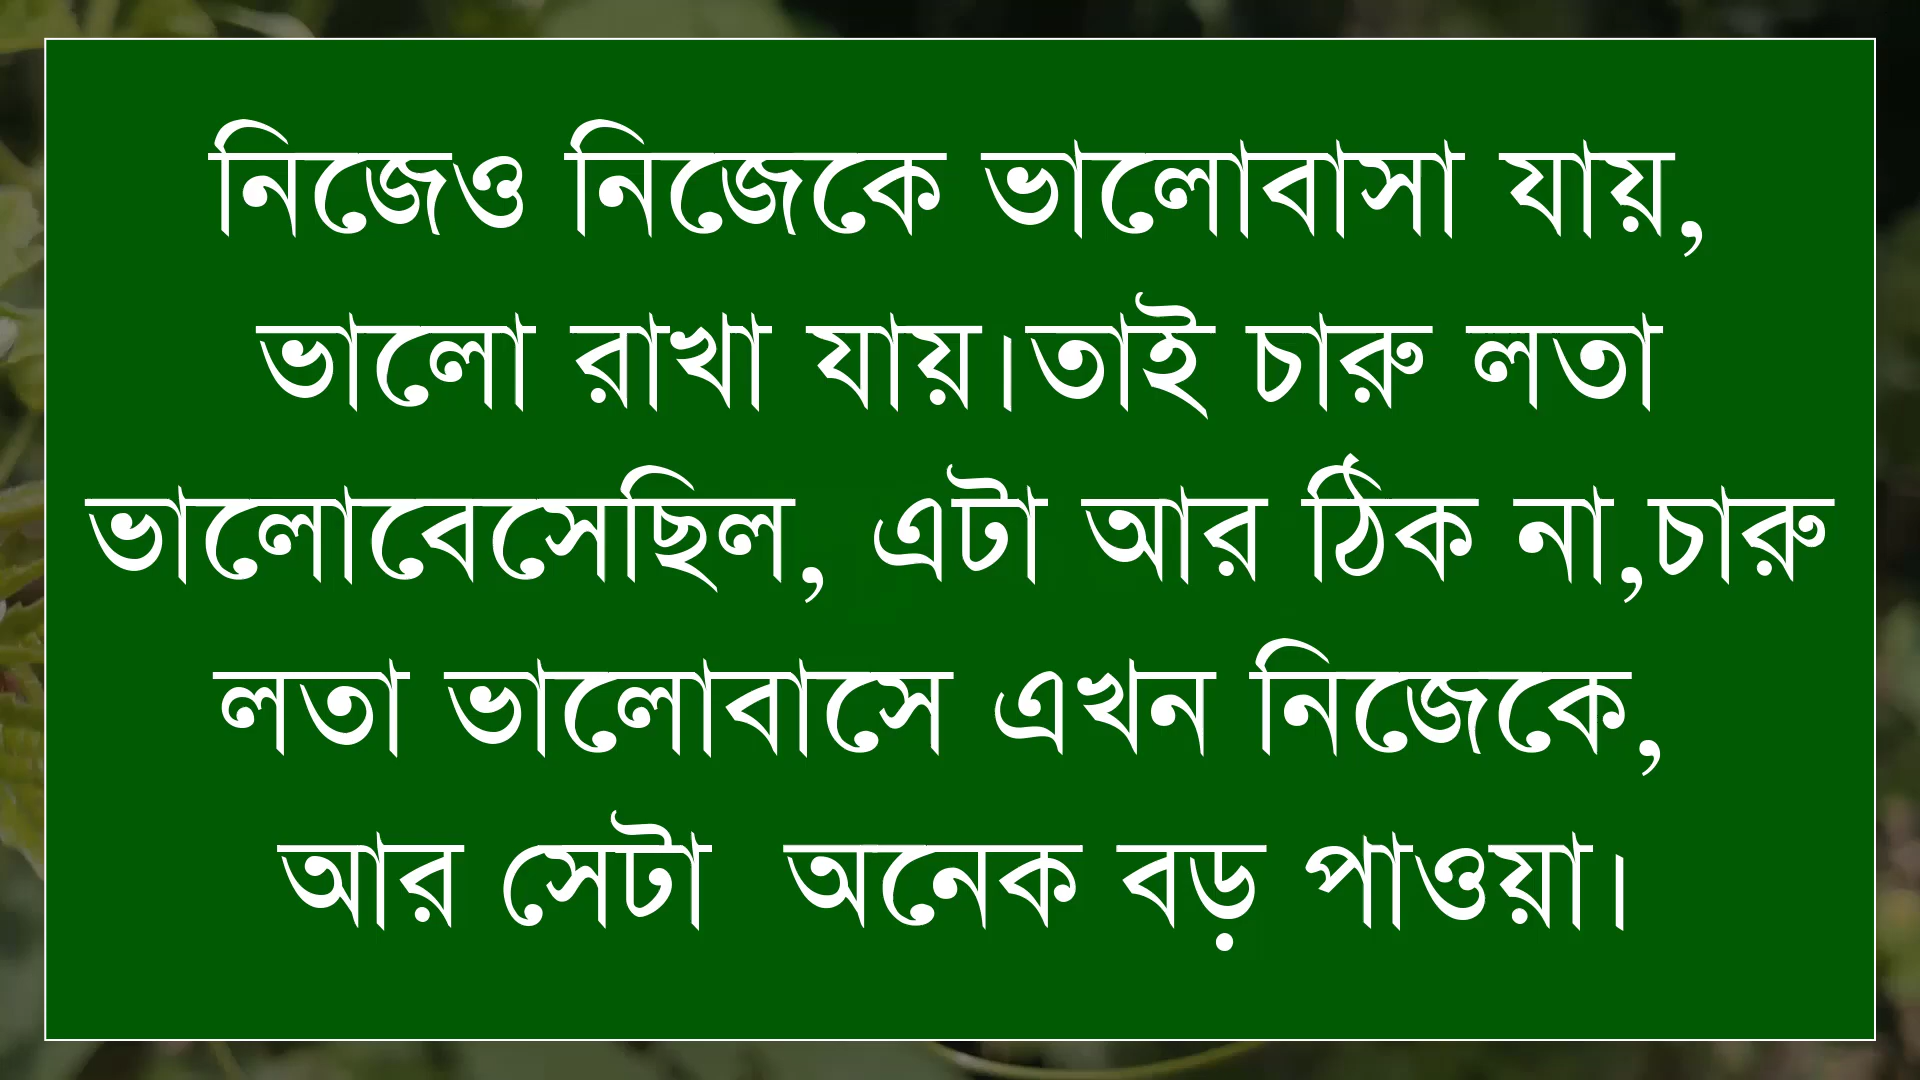 নিজেও নিজেকে ভালোবাসা যায়,
ভালো রাখা যায়।তাই চারু লতা
ভালোবেসেছিল, এটা আর ঠিক না,চারু
লতা ভালোবাসে এখন নিজেকে,
আর সেটা  অনেক বড় পাওয়া।